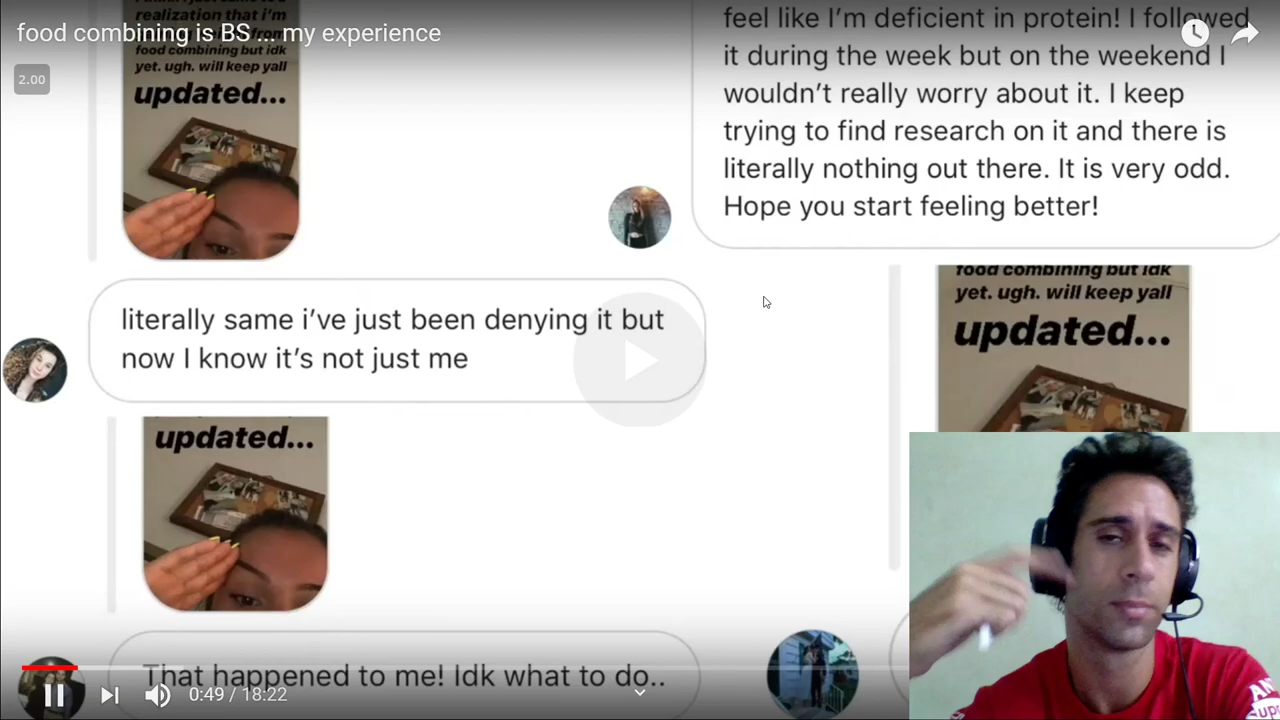 realization that i'm
food combining but idk
yet. ugh. will keep yall
updated...
food combining is BS ... my experience
2.00
feel like I'm deficient in protein! I followed
it during the week but on the weekend I
wouldn't really worry about it. I keep
trying to find research on it and there is
literally nothing out there. It is very odd.
Hope you start feeling better!
literally same i've just been denying it but
now I know it's not just me
food combining but idk
yet. ugh. will keep yall
updated...
updated...
That happened to me! Idk what to do..
0:49 / 18:22